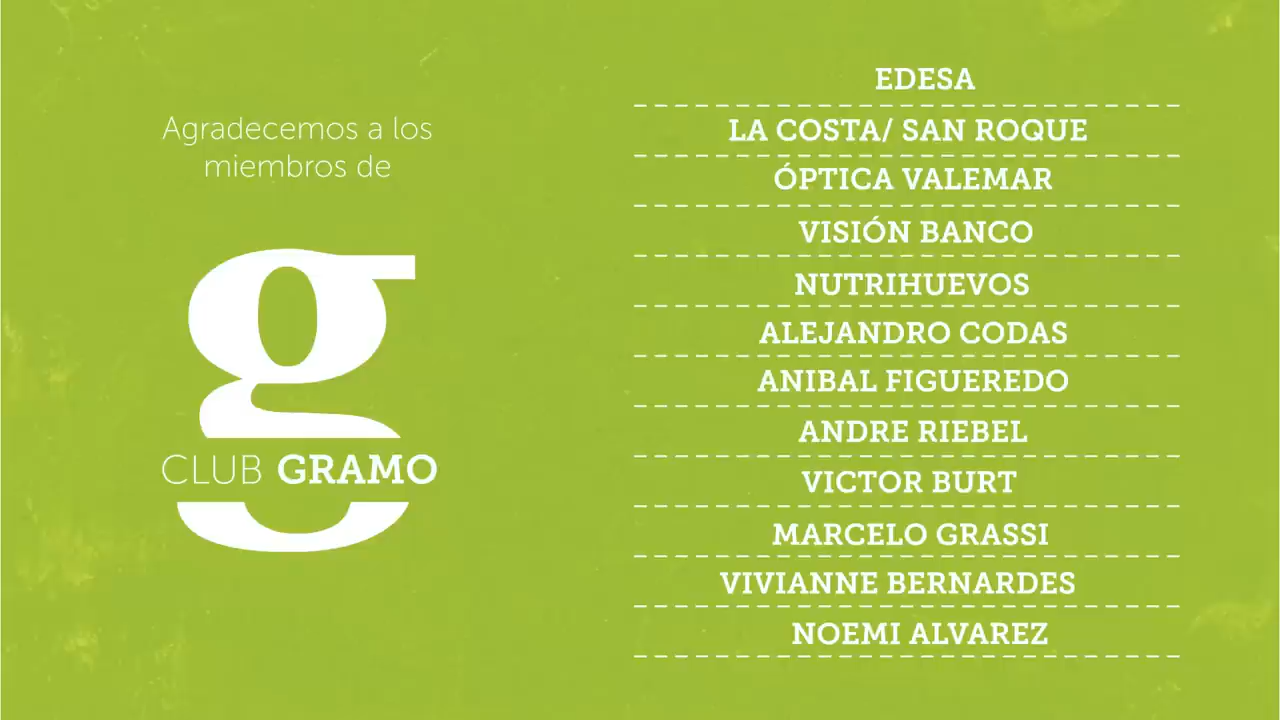 Agradecemos a los
miembros de
g
CLUB GRAMO
EDESA
LA COSTA/ SAN ROQUE
ÓPTICA VALEMAR
VISIÓN BANCO
NUTRIHUEVOS
ALEJANDRO CODAS
ANIBAL FIGUEREDO
ANDRE RIEBEL
VICTOR BURT
MARCELO GRASSI
VIVIANNE BERNARDES
NOEMI ALVAREZ